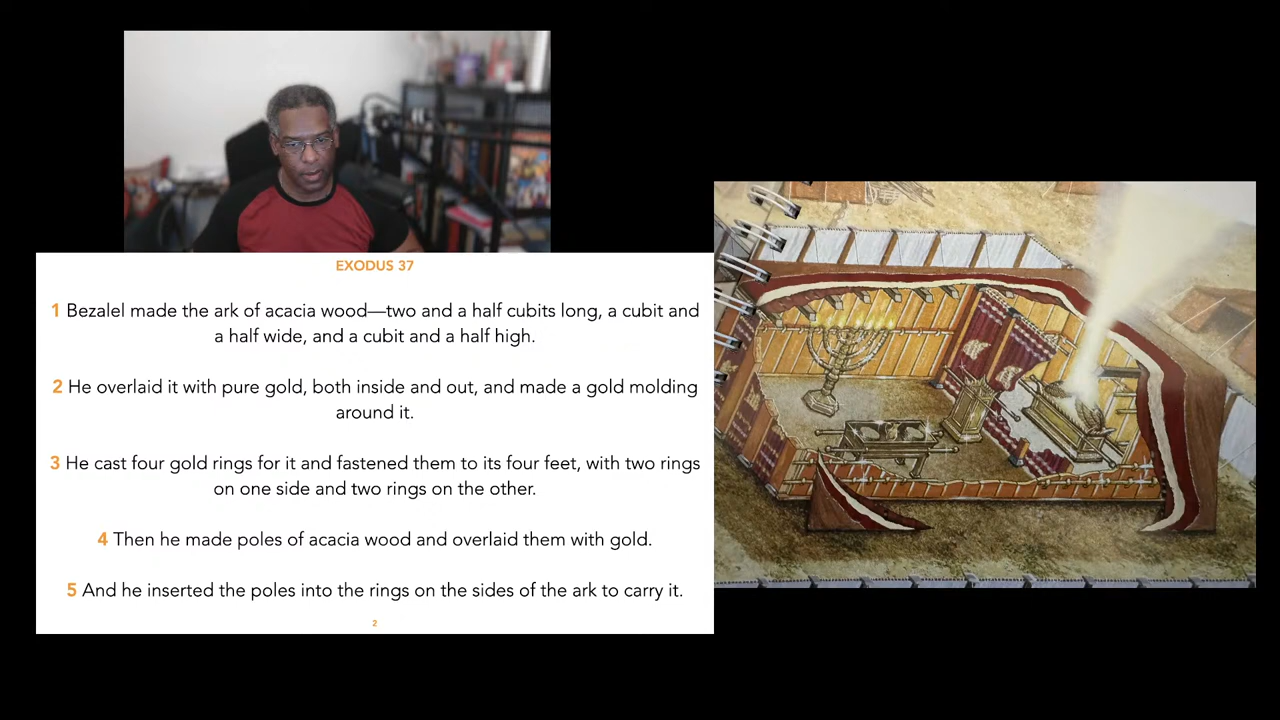 EXODUS 37
1 Bezalel made the ark of acacia wood—two and a half cubits long, a cubit and
a half wide, and a cubit and a half high.
2 He overlaid it with pure gold, both inside and out, and made a gold molding
around it.
3 He cast four gold rings for it and fastened them to its four feet, with two rings
on one side and two rings on the other.
4 Then he made poles of acacia wood and overlaid them with gold.
5 And he inserted the poles into the rings on the sides of the ark to carry it.
2